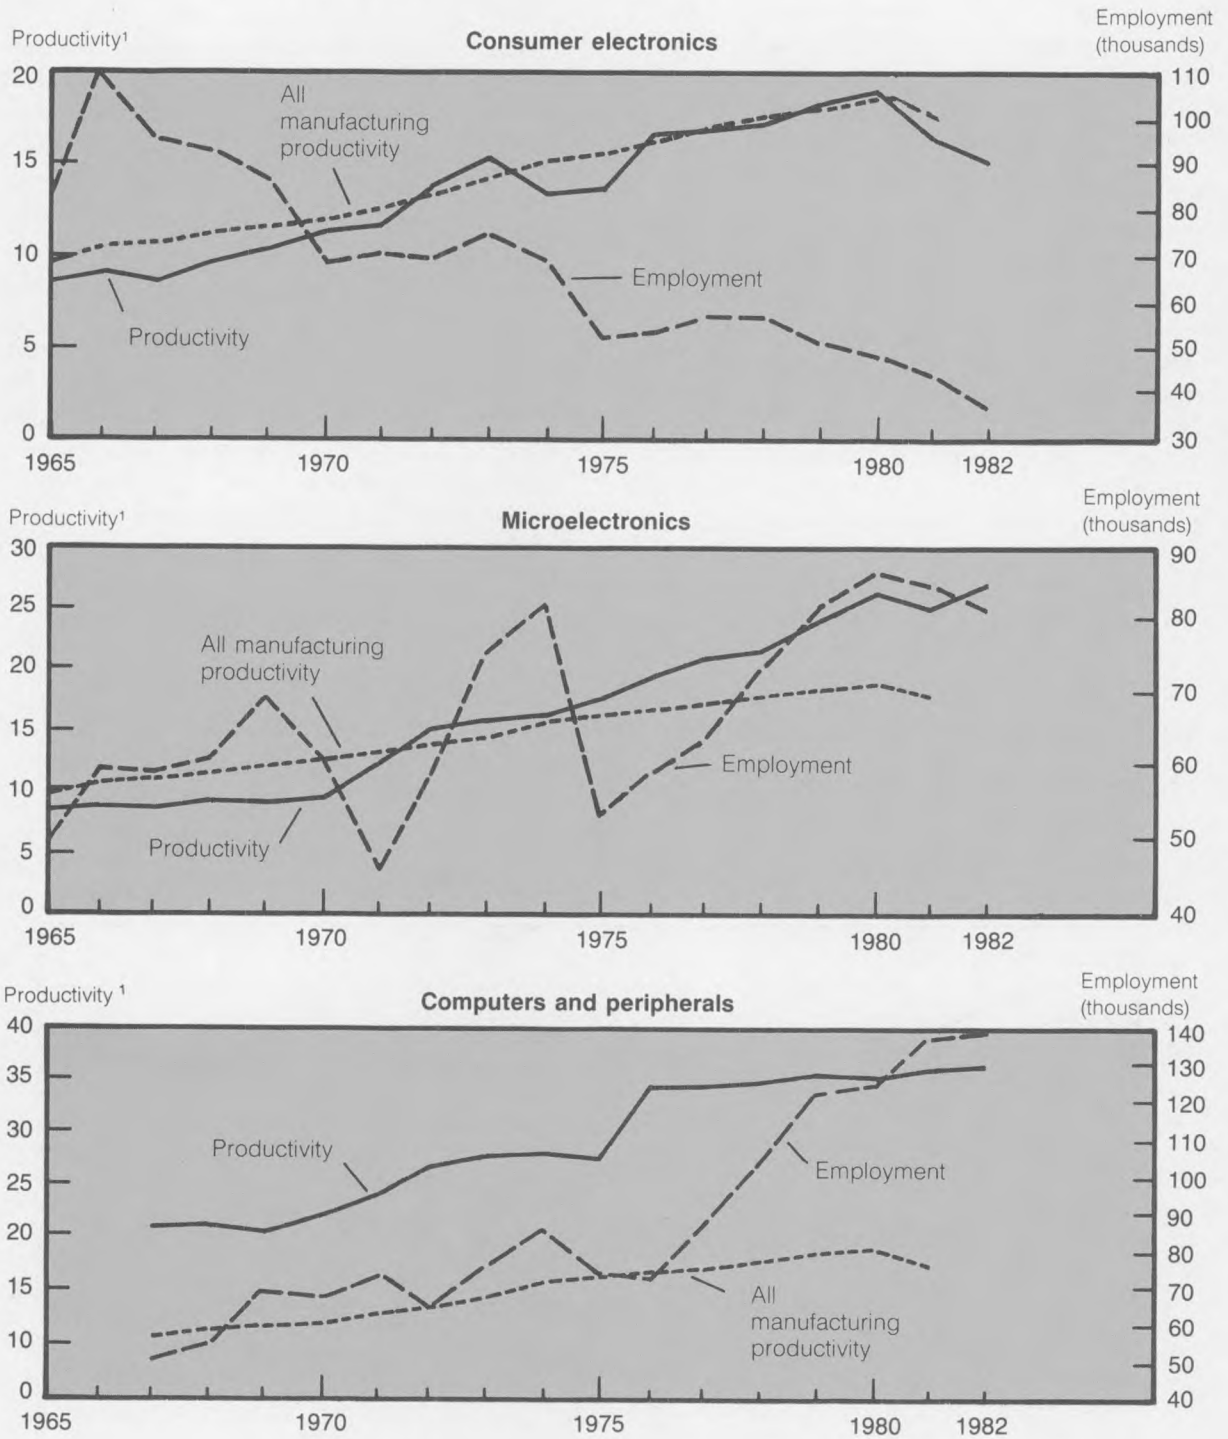 Productivity¹
Consumer electronics
Employment
(thousands)
20
15
10
5
0
All
manufacturing
productivity
Employment
Productivity
110
100
90
80
70
60
50
40
30
1965
1970
1975
1980
1982
Productivity¹
Microelectronics
Employment
(thousands)
30
25
20
15
10
5
0
All manufacturing
productivity
Employment
Productivity
90
80
70
60
50
40
1965
1970
1975
1980
1982
Productivity ¹
Computers and peripherals
Employment
(thousands)
40
35
30
25
20
15
10
0
Productivity
Employment
All
manufacturing
productivity
140
130
120
110
100
90
80
70
60
50
40
1965
1970
1975
1980
1982